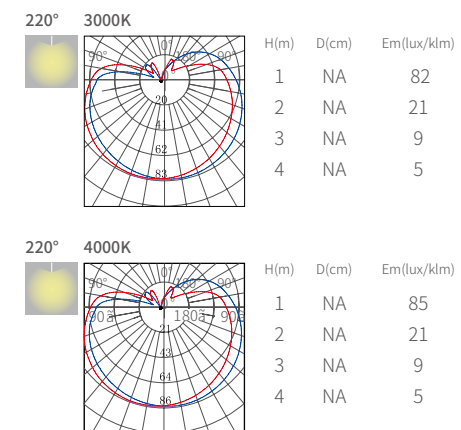 220° 3000K
H(m) D(cm) Em(lux/klm)
0°
90° 180° 90°
0°
20
41
62
83
1 NA 82
2 NA 21
3 NA 9
4 NA 5
220° 4000K
H(m) D(cm) Em(lux/klm)
0°
90° 180° 90°
180
21
43
64
86
1 NA 85
2 NA 21
3 NA 9
4 NA 5